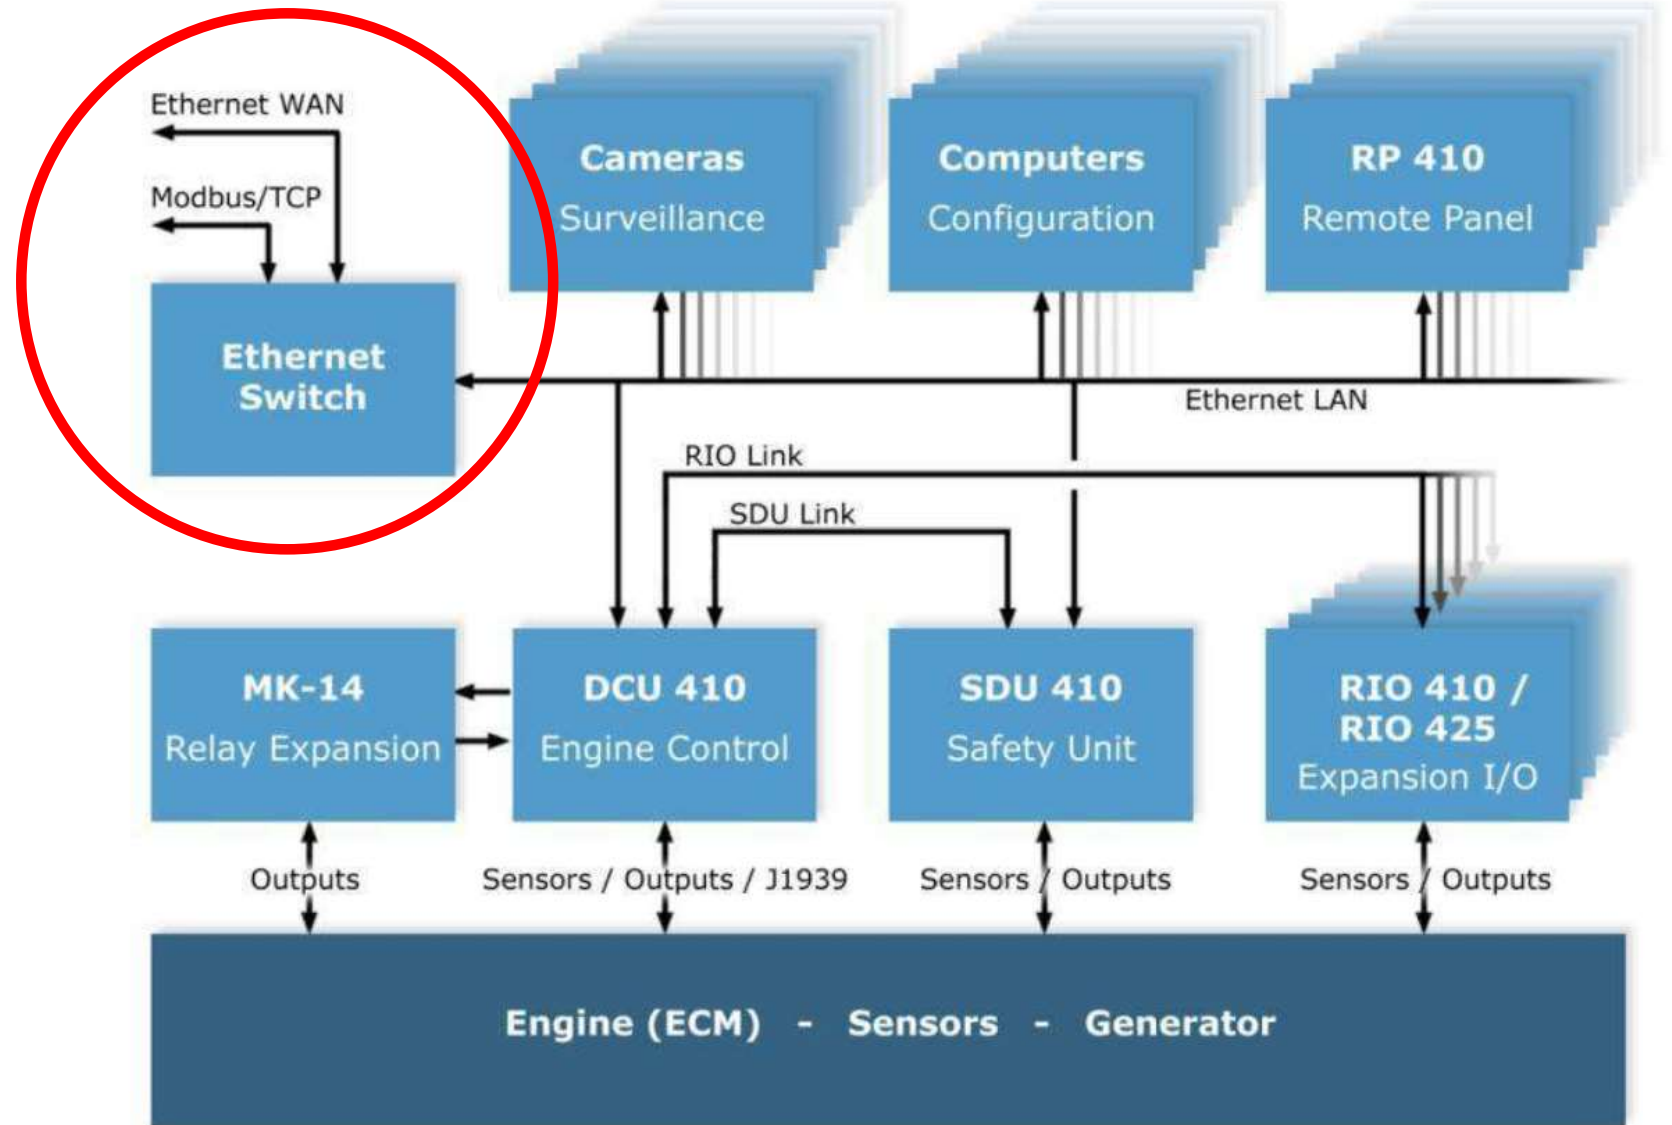 Ethernet WAN
Modbus/TCP
Ethernet
Switch
Cameras
Surveillance
Computers
Configuration
RP 410
Remote Panel
Ethernet LAN
RIO Link
SDU Link
MK-14
Relay Expansion
DCU 410
Engine Control
SDU 410
Safety Unit
RIO 410 /
RIO 425
Expansion I/O
Outputs
Sensors / Outputs / J1939
Sensors / Outputs
Sensors / Outputs
Engine (ECM) - Sensors - Generator